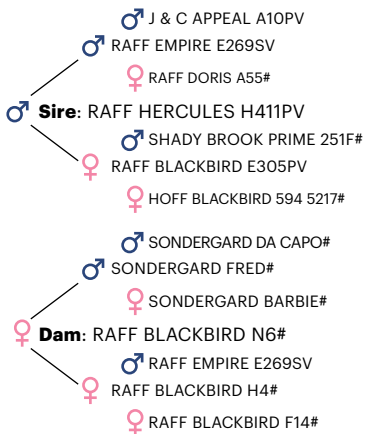 J & C APPEAL A10PV
RAFF EMPIRE E269SV
RAFF DORIS A55#
Sire: RAFF HERCULES H411PV
SHADY BROOK PRIME 251F#
RAFF BLACKBIRD E305PV
HOFF BLACKBIRD 594 5217#
SONDERGARD DA CAPO#
SONDERGARD FRED#
SONDERGARD BARBIE#
Dam: RAFF BLACKBIRD N6#
RAFF EMPIRE E269SV
RAFF BLACKBIRD H4#
RAFF BLACKBIRD F14#